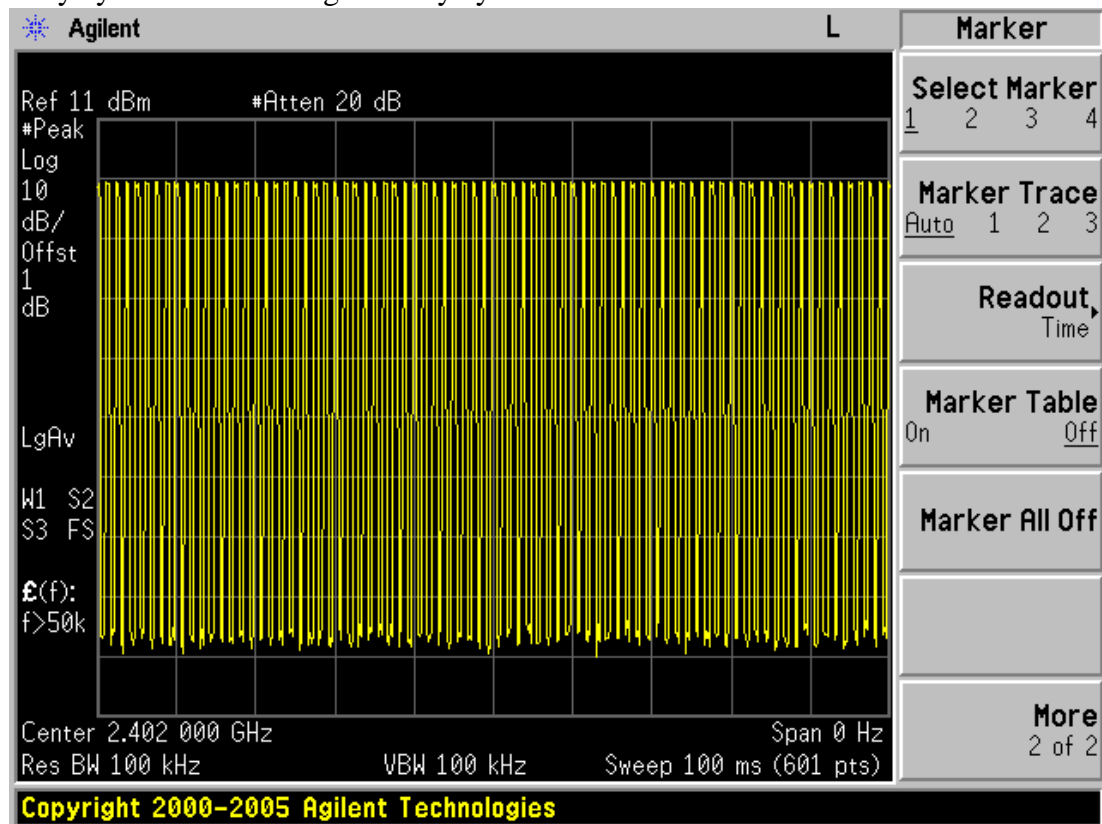 Agilent L Marker
Ref 11 dBm #Atten 20 dB
#Peak
Log
10
dB/
Offst
1
dB
LgAv
W1 S2
S3 FS
£(f):
f>50k
Center 2.402 000 GHz Span 0 Hz
Res BW 100 kHz VBW 100 kHz Sweep 100 ms (601 pts)
Select Marker
1 2 3 4
Marker Trace
Auto 1 2 3
Readout
Time
Marker Table
On Off
Marker All Off
More
2 of 2
Copyright 2000-2005 Agilent Technologies